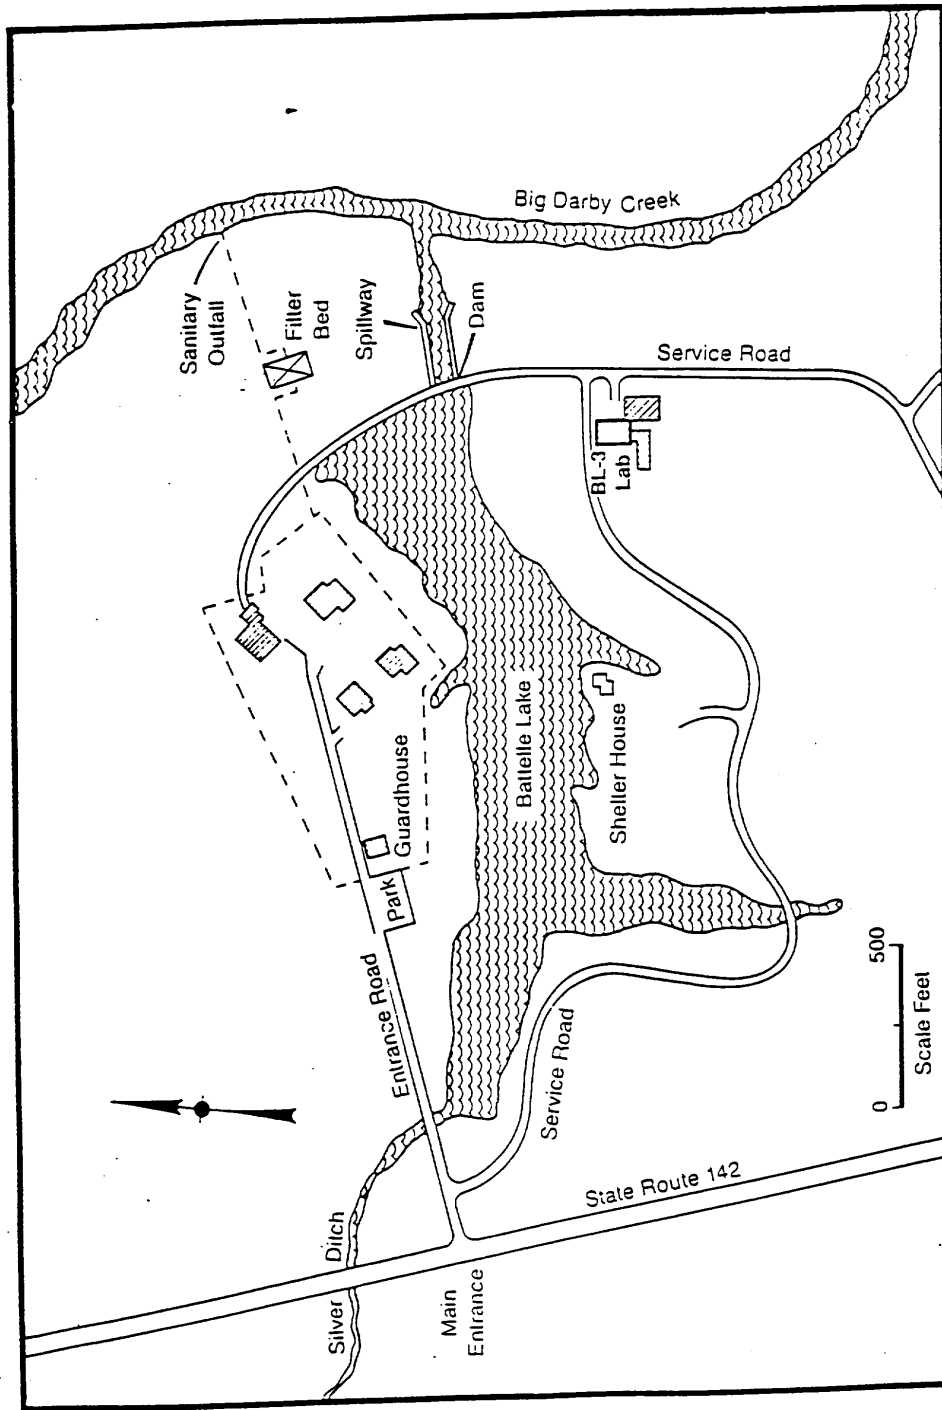 Big Darby Creek
Sanitary
Outfall
Filter
Bed
Spillway
Dam
Service Road
BL-3
Lab
Battelle Lake
Shelter House
Guardhouse
Park
Entrance Road
Service Road
0
500
Scale Feet
State Route 142
Silver Ditch
Main
Entrance